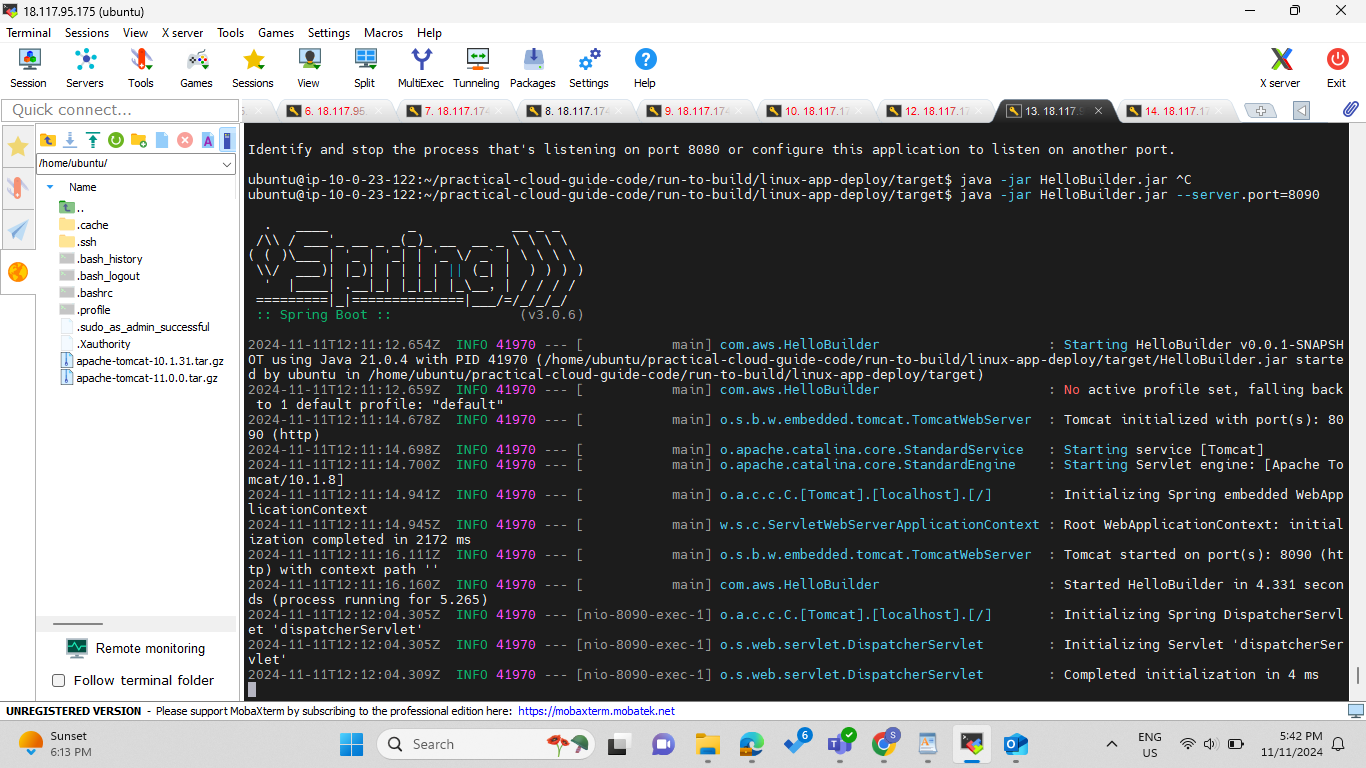 18.117.95.175 (ubuntu)
Terminal Sessions View X server Tools Games Settings Macros Help
Session Servers Tools Games Sessions View Split MultiExec Tunneling Packages Settings Help X server Exit
Quick connect...
6. 18.117.95 7. 18.117.174 8. 18.117.174 9. 18.117.174 10. 18.117.17 12. 18.117.17 13. 18.117.9 14. 18.117.17
/home/ubuntu/
Name
..
.cache
.ssh
.bash_history
.bash_logout
.bashrc
.profile
.sudo_as_admin_successful
.Xauthority
apache-tomcat-10.1.31.tar.gz
apache-tomcat-11.0.0.tar.gz
Remote monitoring
Follow terminal folder
Identify and stop the process that's listening on port 8080 or configure this application to listen on another port.
ubuntu@ip-10-0-23-122:~/practical-cloud-guide-code/run-to-build/linux-app-deploy/target$ java -jar HelloBuilder.jar ^C
ubuntu@ip-10-0-23-122:~/practical-cloud-guide-code/run-to-build/linux-app-deploy/target$ java -jar HelloBuilder.jar --server.port=8090
Spring
:: Spring Boot :: (v3.0.6)
2024-11-11T12:11:12.654Z INFO 41970 --- [ main] com.aws.HelloBuilder : Starting HelloBuilder v0.0.1-SNAPSH
OT using Java 21.0.4 with PID 41970 (/home/ubuntu/practical-cloud-guide-code/run-to-build/linux-app-deploy/target/HelloBuilder.jar starte
d by ubuntu in /home/ubuntu/practical-cloud-guide-code/run-to-build/linux-app-deploy/target)
2024-11-11T12:11:12.659Z INFO 41970 --- [ main] com.aws.HelloBuilder : No active profile set, falling back
to 1 default profile: "default"
2024-11-11T12:11:14.678Z INFO 41970 --- [ main] o.s.b.w.embedded.tomcat.TomcatWebServer : Tomcat initialized with port(s): 80
90 (http)
2024-11-11T12:11:14.698Z INFO 41970 --- [ main] o.apache.catalina.core.StandardService : Starting service [Tomcat]
2024-11-11T12:11:14.700Z INFO 41970 --- [ main] o.apache.catalina.core.StandardEngine : Starting Servlet engine: [Apache To
mcat/10.1.8]
2024-11-11T12:11:14.941Z INFO 41970 --- [ main] o.a.c.c.C.[Tomcat].[localhost].[/] : Initializing Spring embedded WebApp
licationContext
2024-11-11T12:11:14.945Z INFO 41970 --- [ main] w.s.c.ServletWebServerApplicationContext : Root WebApplicationContext: initial
ization completed in 2172 ms
2024-11-11T12:11:16.111Z INFO 41970 --- [ main] o.s.b.w.embedded.tomcat.TomcatWebServer : Tomcat started on port(s): 8090 (ht
tp) with context path ''
2024-11-11T12:11:16.160Z INFO 41970 --- [ main] com.aws.HelloBuilder : Started HelloBuilder in 4.331 secon
ds (process running for 5.265)
2024-11-11T12:12:04.305Z INFO 41970 --- [nio-8090-exec-1] o.a.c.c.C.[Tomcat].[localhost].[/] : Initializing Spring DispatcherServl
et 'dispatcherServlet'
2024-11-11T12:12:04.305Z INFO 41970 --- [nio-8090-exec-1] o.s.web.servlet.DispatcherServlet : Initializing Servlet 'dispatcherSer
vlet'
2024-11-11T12:12:04.309Z INFO 41970 --- [nio-8090-exec-1] o.s.web.servlet.DispatcherServlet : Completed initialization in 4 ms
UNREGISTERED VERSION - Please support MobaXterm by subscribing to the professional edition here: https://mobaxterm.mobatek.net
Sunset
6:13 PM
Search
6
S
ENG
US
5:42 PM
11/11/2024